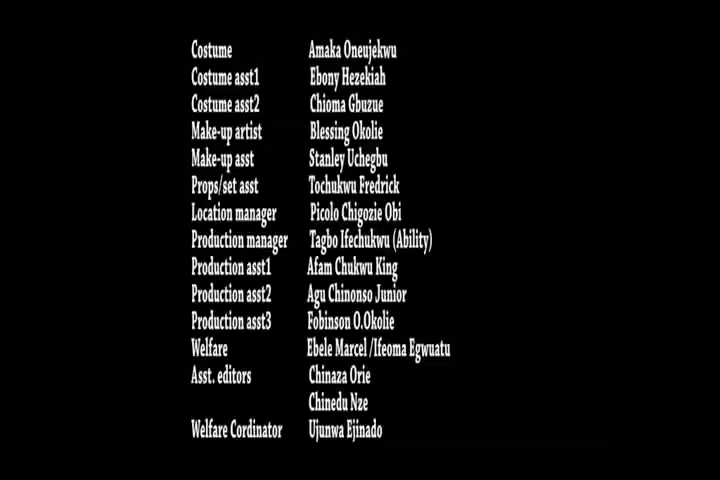 Costume Amaka Oneujekwu
Costume asst1 Ebony Hezekiah
Costume asst2 Chioma Gbuzue
Make-up artist Blessing Okolie
Make-up asst Stanley Uchegbu
Props/set asst Tochukwu Fredrick
Location manager Picolo Chigozie Obi
Production manager Tagbo Ifechukwu (Ability)
Production asst1 Afam Chukwu King
Production asst2 Agu Chinonso Junior
Production asst3 Fobinson O.Okolie
Welfare Ebele Marcel /Ifeoma Egwuatu
Asst. editors Chinaza Orie
Chinedu Nze
Welfare Cordinator Ujunwa Ejinado